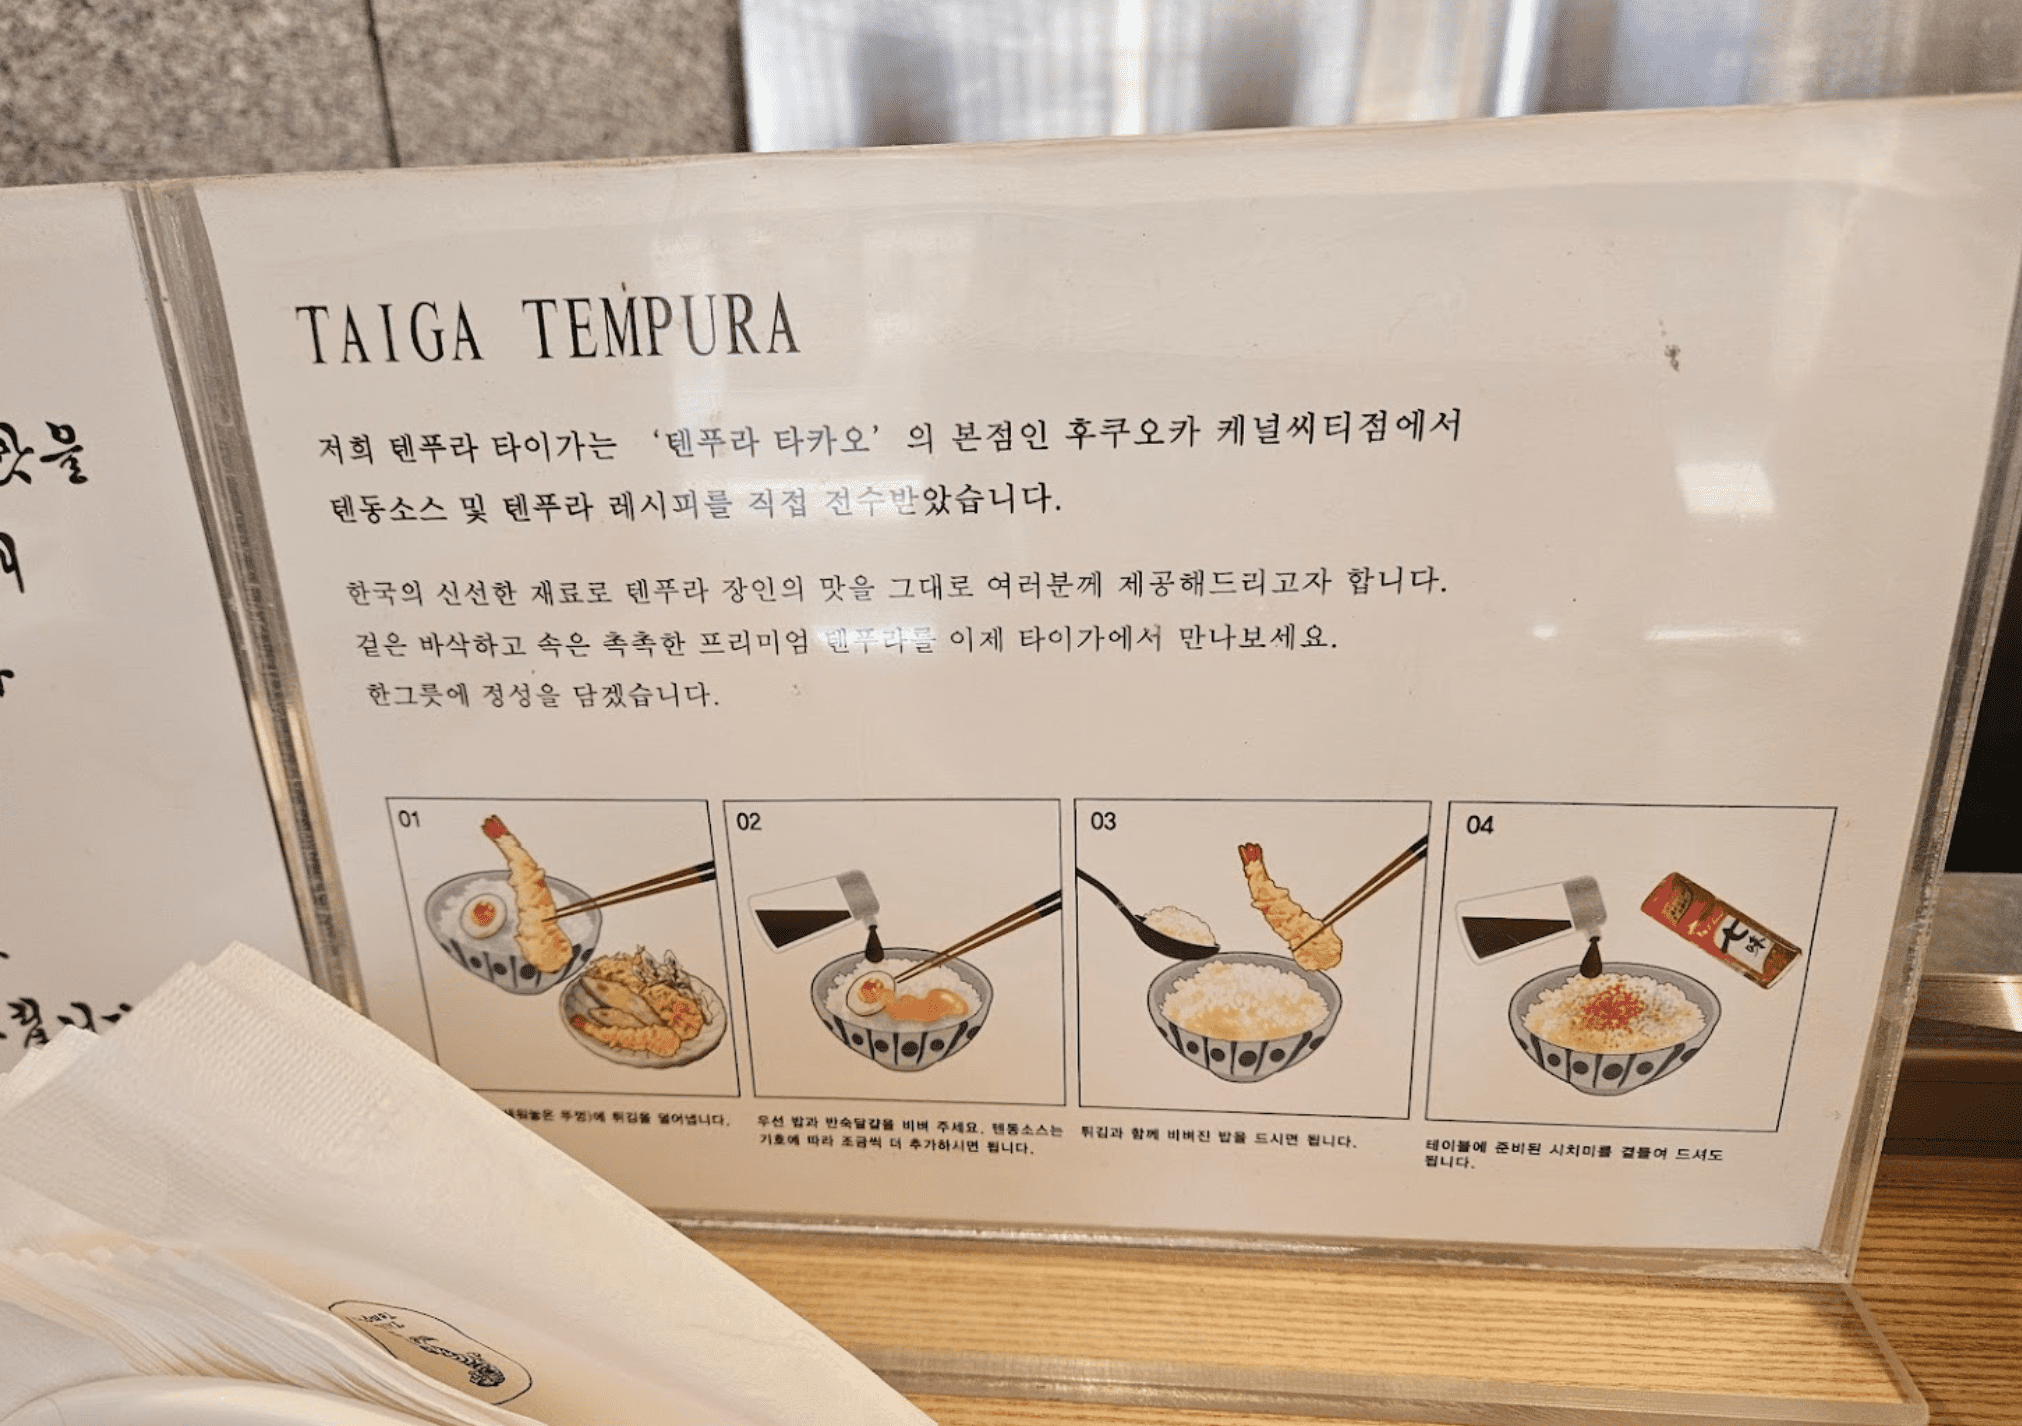 TAIGA TEMPURA
저희 텐푸라 타이가는 ‘텐푸라 타카오’ 의 본점인 후쿠오카 케널씨티점에서
텐동소스 및 텐푸라 레시피를 직접 전수받았습니다.
한국의 신선한 재료로 텐푸라 장인의 맛을 그대로 여러분께 제공해드리고자 합니다.
겉은 바삭하고 속은 촉촉한 프리미엄 텐푸라를 이제 타이가에서 만나보세요.
한그릇에 정성을 담겠습니다.
01
뚜껑)에 튀김을 덜어냅니다.
02
우선 밥과 반숙달걀을 비벼 주세요. 텐동소스는
기호에 따라 조금씩 더 추가하시면 됩니다.
03
튀김과 함께 비벼진 밥을 드시면 됩니다.
04
七味
테이블에 준비된 시치미를 곁들여 드셔도
됩니다.